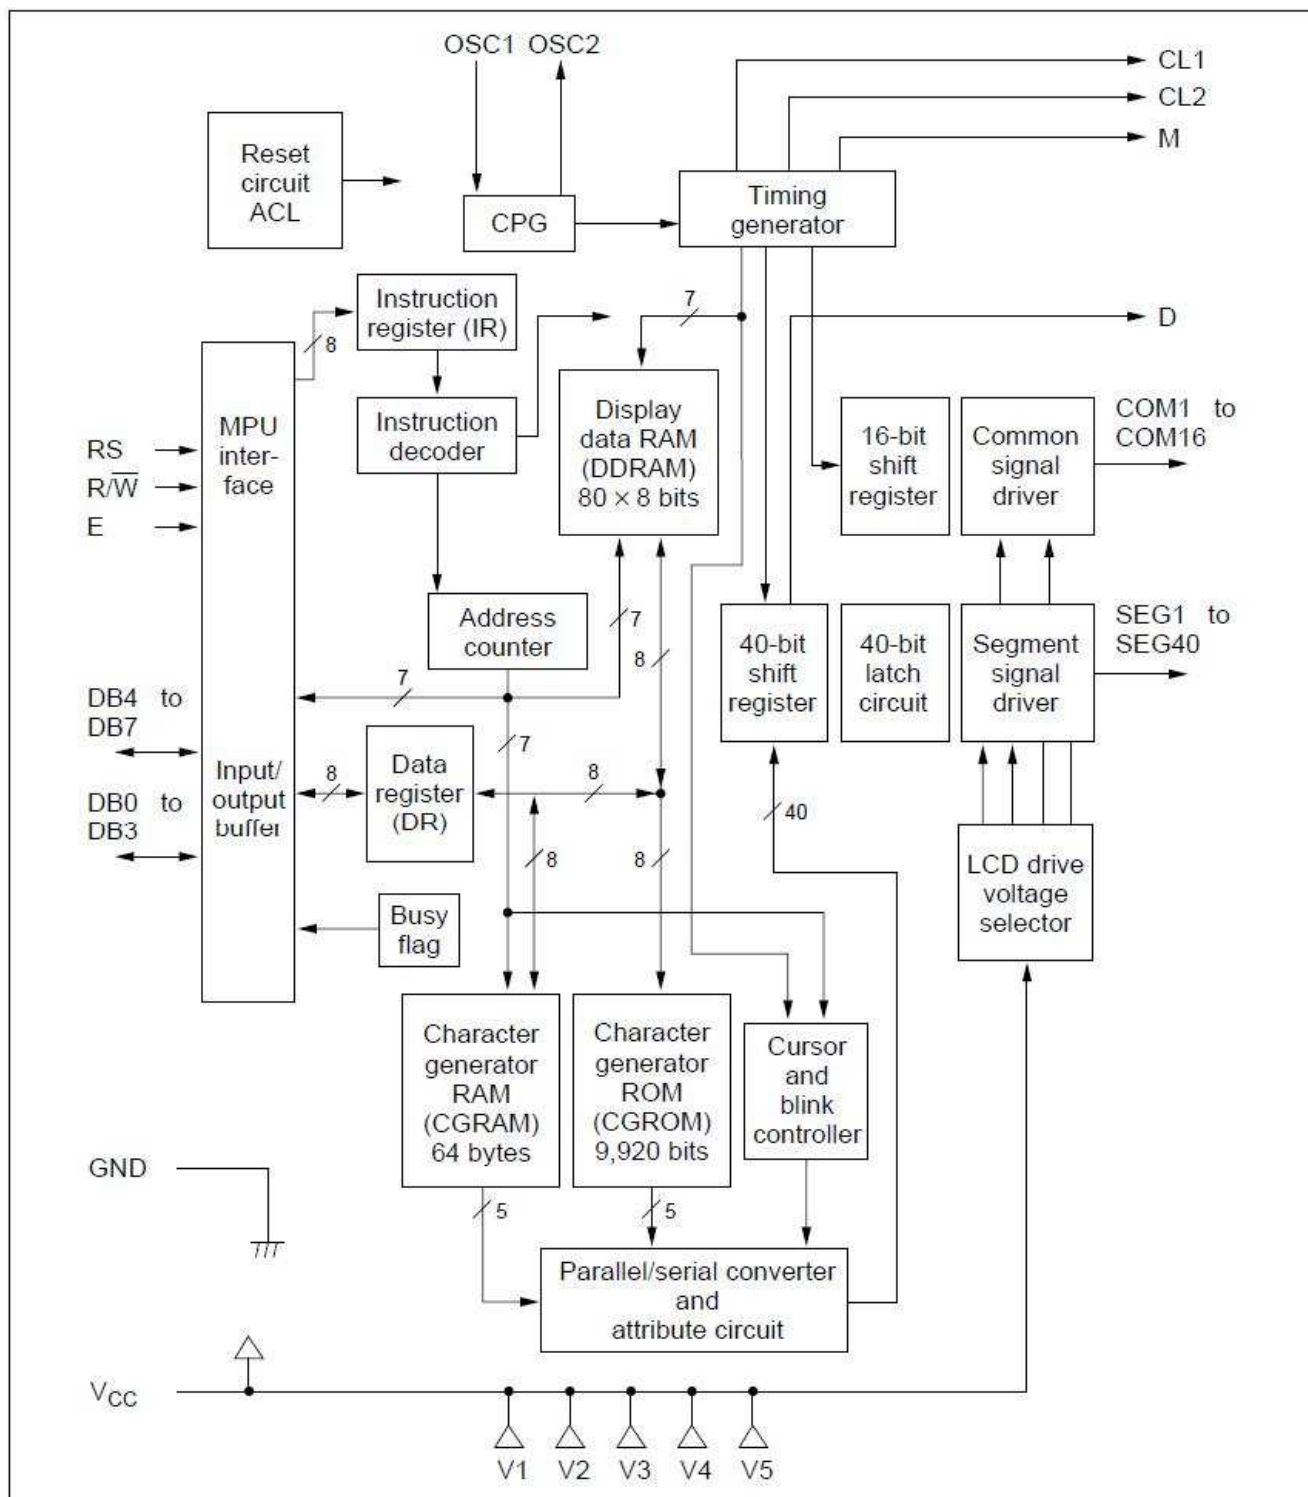 OSC1 OSC2
CL1
CL2
M
Reset
circuit
ACL
CPG
Timing
generator
Instruction
register (IR)
8
7
D
MPU
inter-
face
Instruction
decoder
Display
data RAM
(DDRAM)
80 × 8 bits
16-bit
shift
register
Common
signal
driver
COM1 to
COM16
RS
R/W̅
E
Address
counter
7
8
40-bit
shift
register
40-bit
latch
circuit
Segment
signal
driver
SEG1 to
SEG40
7
7
DB4 to
DB7
DB0 to
DB3
Input/
output
buffer
8
Data
register
(DR)
8
8
8
40
LCD drive
voltage
selector
Busy
flag
Character
generator
RAM
(CGRAM)
64 bytes
Character
generator
ROM
(CGROM)
9,920 bits
Cursor
and
blink
controller
GND
5
5
Parallel/serial converter
and
attribute circuit
VCC
V1 V2 V3 V4 V5